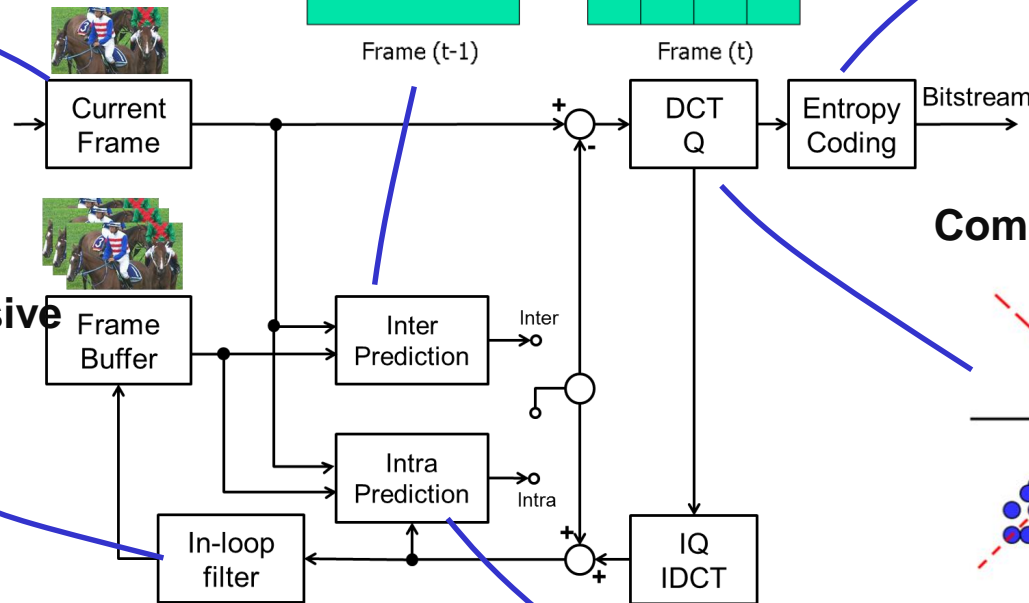 Frame (t-1)
Frame (t)
Current
Frame
+
-
DCT
Q
Entropy
Coding
Bitstream
Com
sive
Frame
Buffer
Inter
Prediction
Inter
Intra
Prediction
Intra
In-loop
filter
+
+
IQ
IDCT